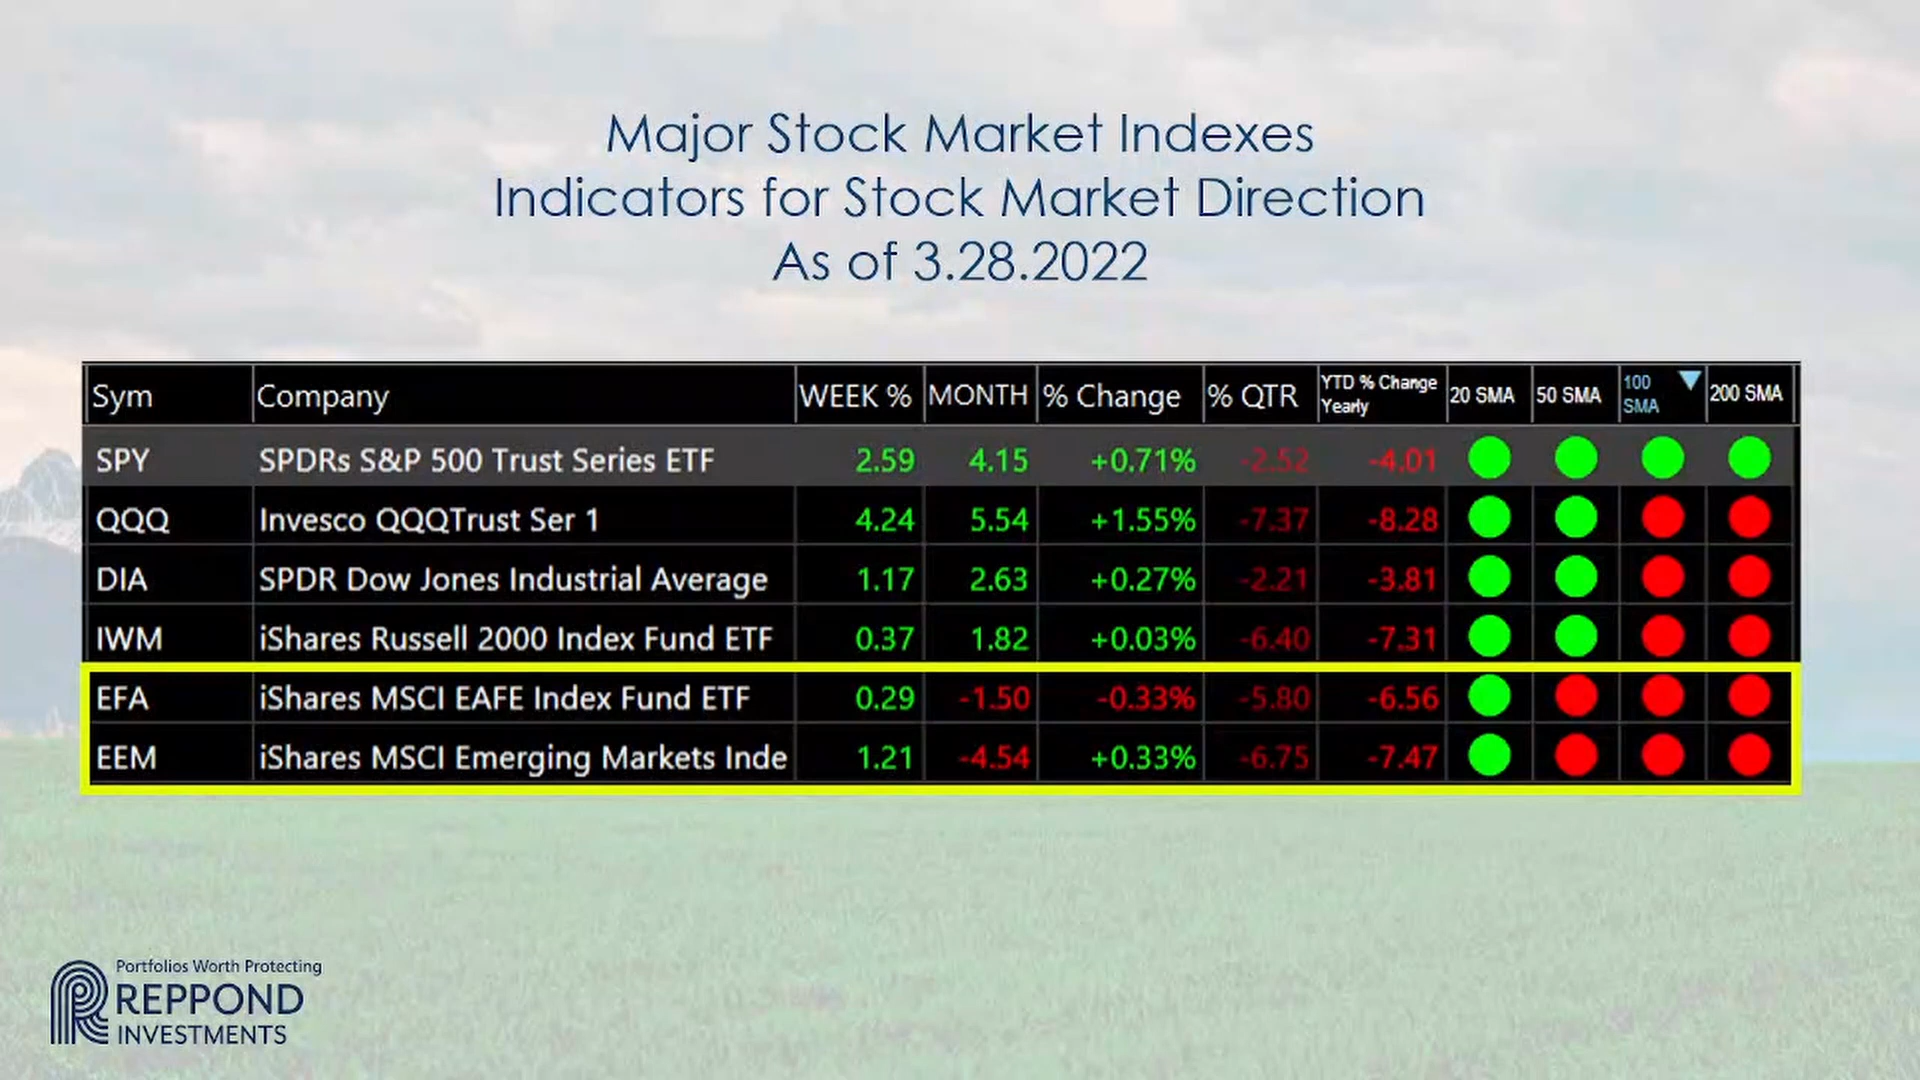 Major Stock Market Indexes
Indicators for Stock Market Direction
As of 3.28.2022
Sym Company WEEK % MONTH % Change % QTR YTD % Change Yearly 20 SMA 50 SMA 100 SMA 200 SMA
SPY SPDRs S&P 500 Trust Series ETF 2.59 4.15 +0.71% -2.52 -4.01
QQQ Invesco QQQTrust Ser 1 4.24 5.54 +1.55% -7.37 -8.28
DIA SPDR Dow Jones Industrial Average 1.17 2.63 +0.27% -2.21 -3.81
IWM iShares Russell 2000 Index Fund ETF 0.37 1.82 +0.03% -6.40 -7.31
EFA iShares MSCI EAFE Index Fund ETF 0.29 -1.50 -0.33% -5.80 -6.56
EEM iShares MSCI Emerging Markets Inde 1.21 -4.54 +0.33% -6.75 -7.47
Portfolios Worth Protecting
REPPOND
INVESTMENTS